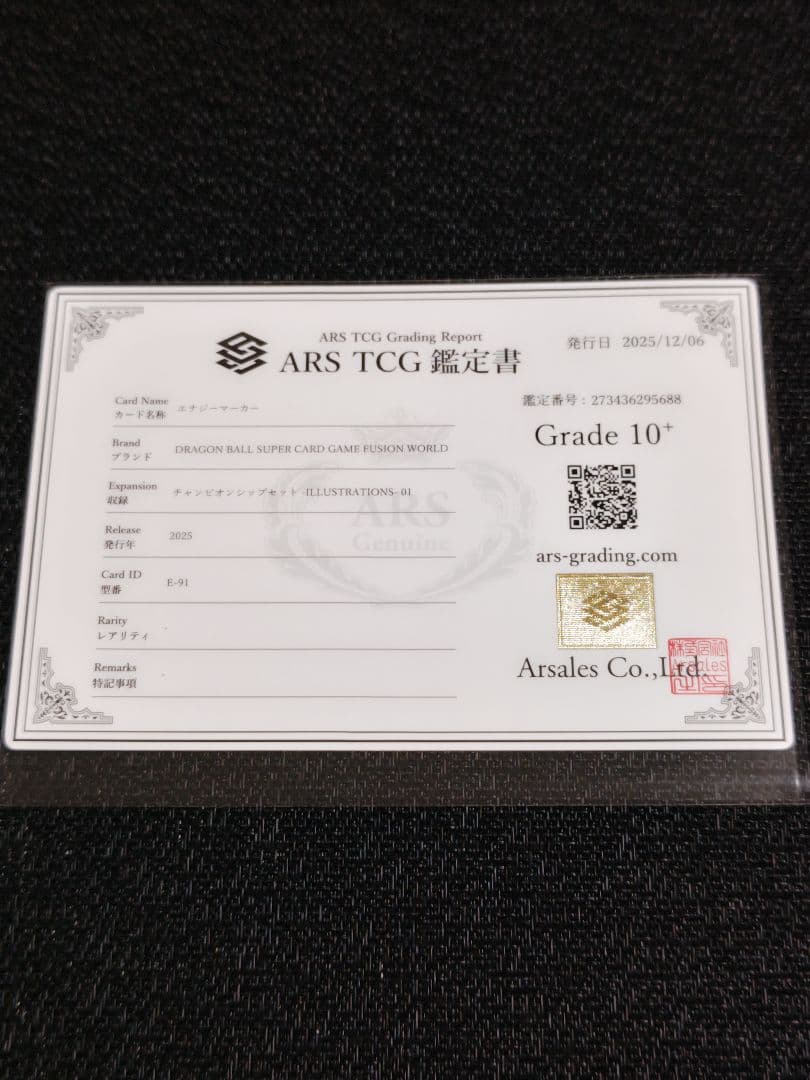 ARS TCG Grading Report
ARS TCG 鑑定書
発行日 2025/12/06
Card Name
カード名称
エナジーマーカー
Brand
ブランド
DRAGON BALL SUPER CARD GAME FUSION WORLD
Expansion
収録
チャンピオンシップセット -ILLUSTRATIONS- 01
Release
発行年
2025
Card ID
型番
E-91
Rarity
レアリティ
-
Remarks
特記事項
-
鑑定番号 : 273436295688
Grade 10+
ars-grading.com
Arsales Co.,Ltd.
ARS
Genuine
Arsales